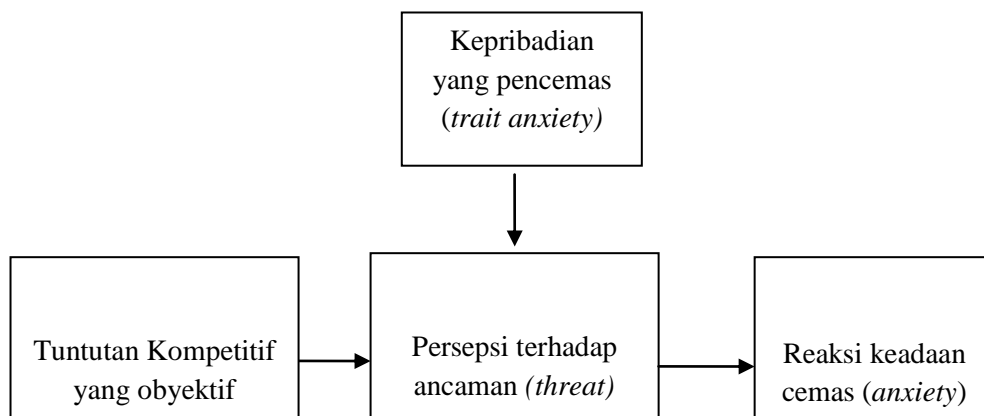 Kepribadian
yang pencemas
(trait anxiety)
Tuntutan Kompetitif
yang obyektif
Persepsi terhadap
ancaman (threat)
Reaksi keadaan
cemas (anxiety)